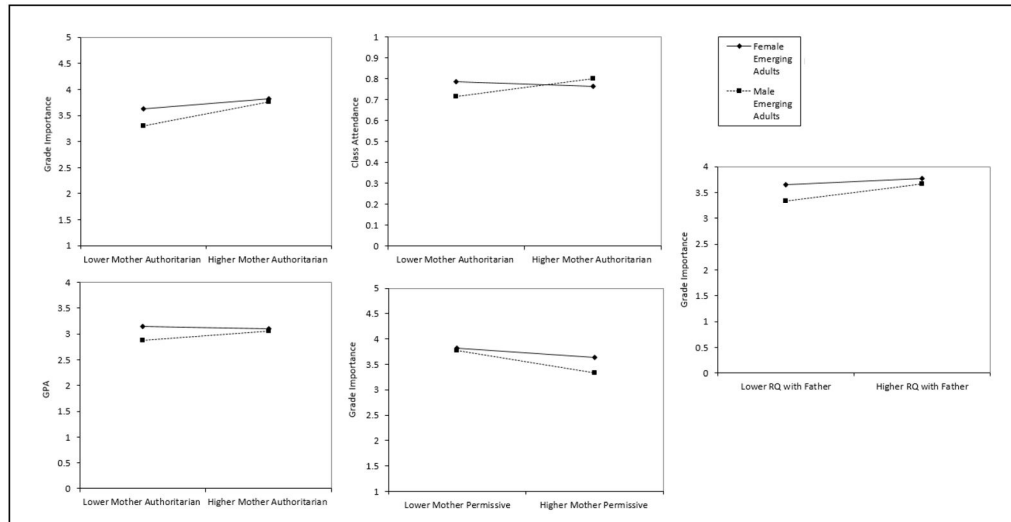 5
4.5
4
3.5
3
2.5
2
1.5
1
Grade Importance
Lower Mother Authoritarian Higher Mother Authoritarian
1
0.9
0.8
0.7
0.6
0.5
0.4
0.3
0.2
0.1
0
Class Attendance
Lower Mother Authoritarian Higher Mother Authoritarian
Female
Emerging
Adults
Male
Emerging
Adults
4
3.5
3
2.5
2
1.5
1
0.5
0
Grade Importance
Lower RQ with Father Higher RQ with Father
4
3.5
3
2.5
2
1.5
1
0.5
0
GPA
Lower Mother Authoritarian Higher Mother Authoritarian
5
4.5
4
3.5
3
2.5
2
1.5
1
Grade Importance
Lower Mother Permissive Higher Mother Permissive